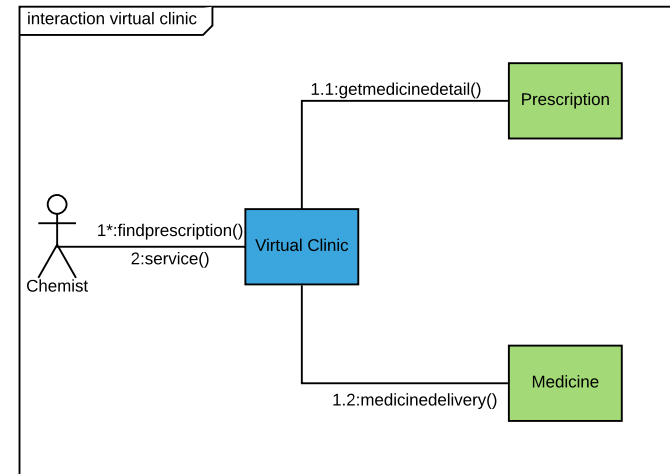 interaction virtual clinic
1.1:getmedicinedetail()
Prescription
1*:findprescription()
Virtual Clinic
2:service()
Chemist
Medicine
1.2:medicinedelivery()